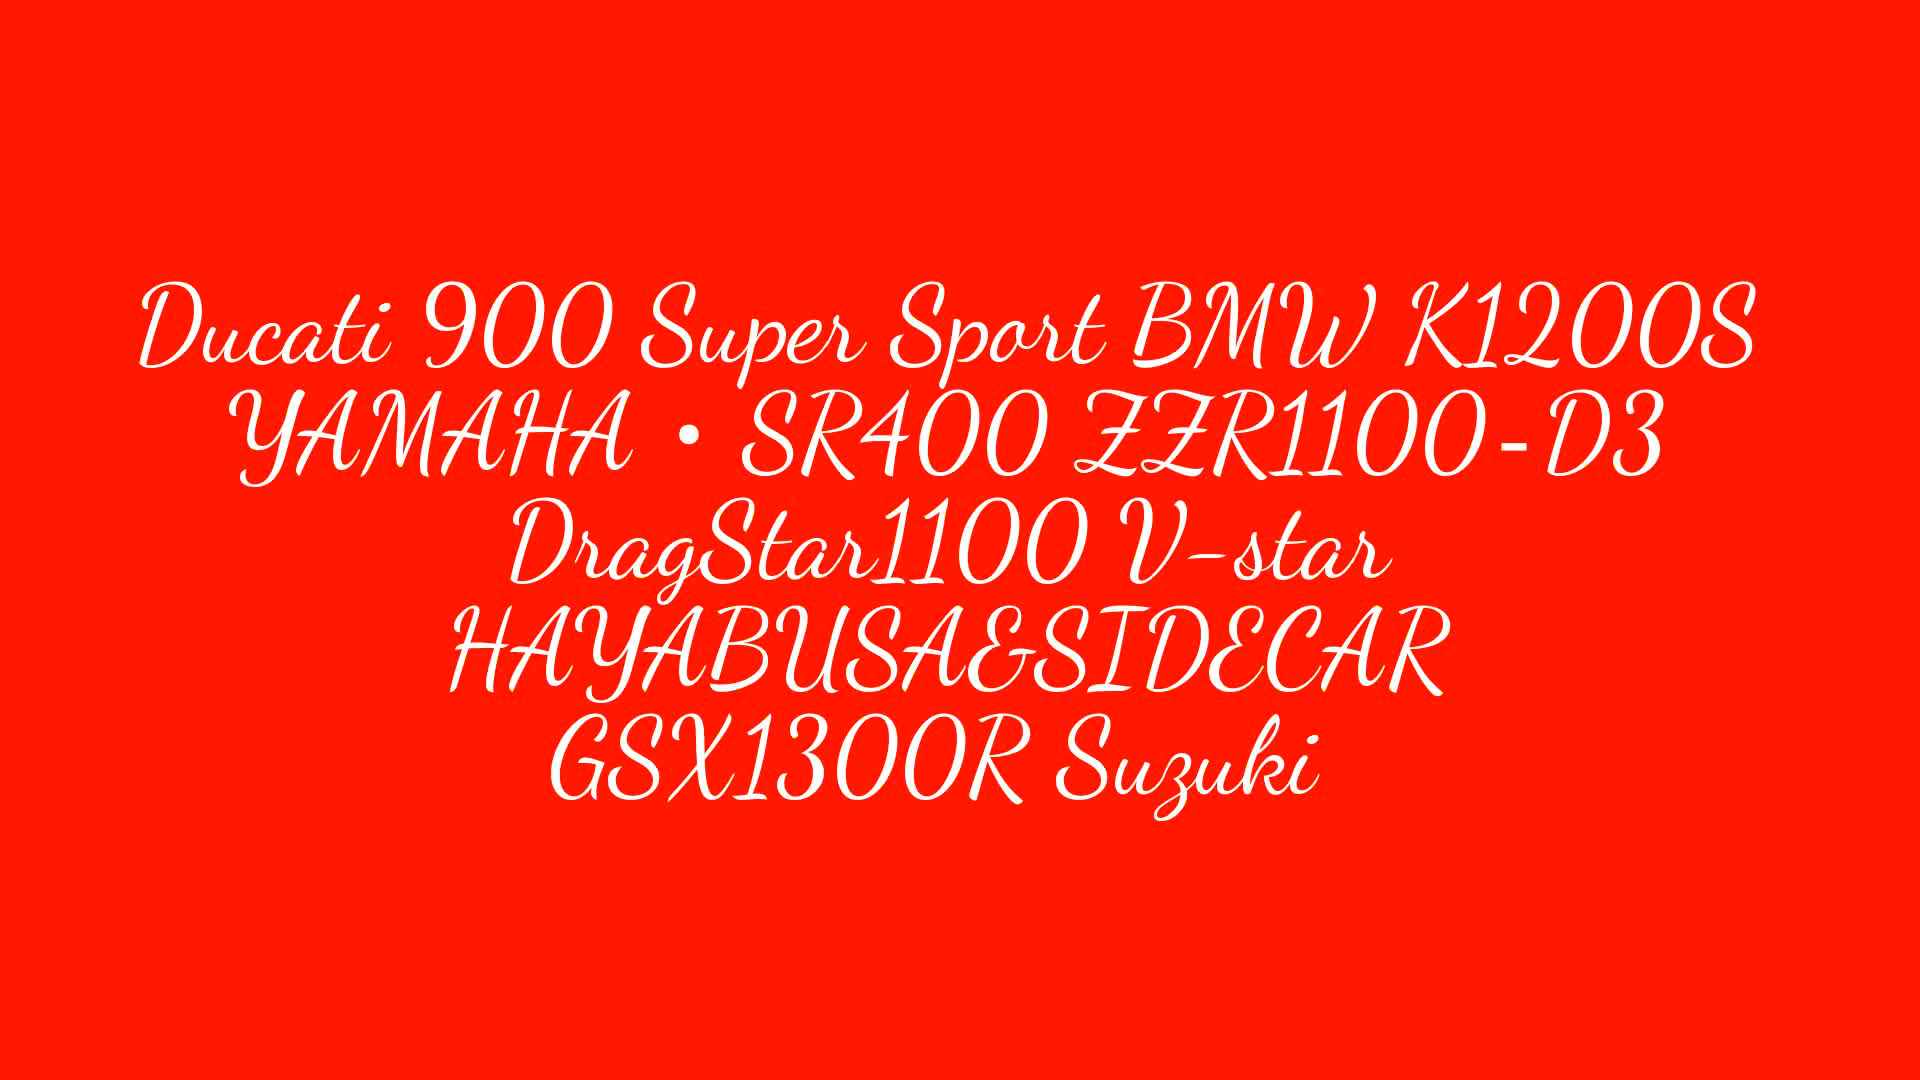 Ducati 900 Super Sport BMW K1200S
YAMAHA・SR400 ZZR1100-D3
DragStar1100 V-star
HAYABUSA&SIDECAR
GSX1300R Suzuki